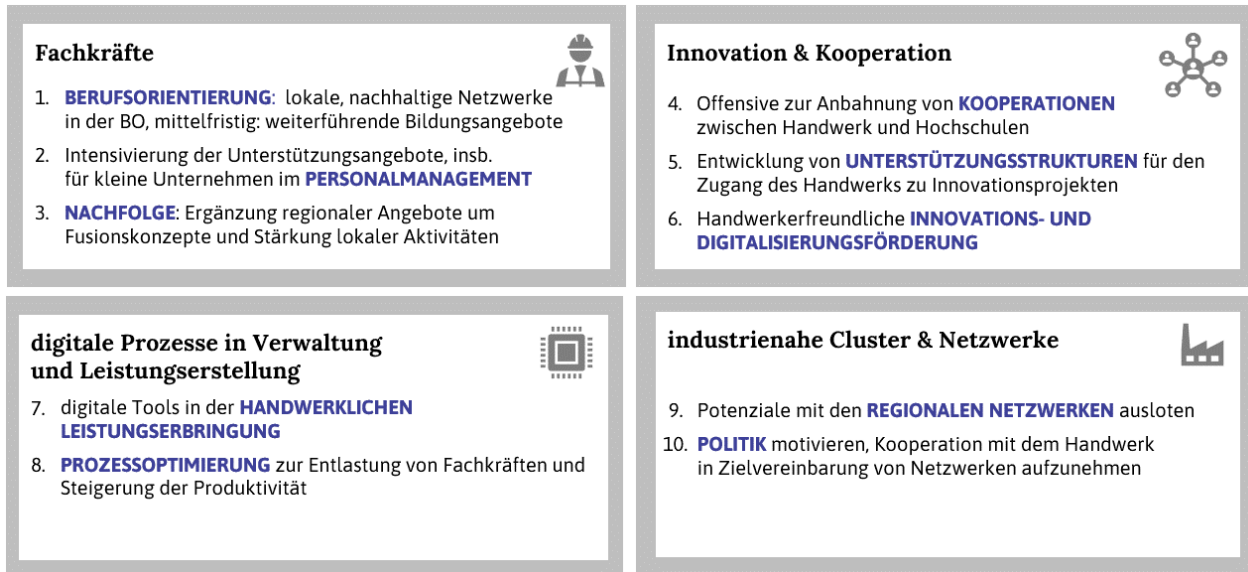 Fachkräfte
1. BERUFSORIENTIERUNG: lokale, nachhaltige Netzwerke
in der BO, mittelfristig: weiterführende Bildungsangebote
2. Intensivierung der Unterstützungsangebote, insb.
für kleine Unternehmen im PERSONALMANAGEMENT
3. NACHFOLGE: Ergänzung regionaler Angebote um
Fusionskonzepte und Stärkung lokaler Aktivitäten
Innovation & Kooperation
4. Offensive zur Anbahnung von KOOPERATIONEN
zwischen Handwerk und Hochschulen
5. Entwicklung von UNTERSTÜTZUNGSSTRUKTUREN für den
Zugang des Handwerks zu Innovationsprojekten
6. Handwerkerfreundliche INNOVATIONS- UND
DIGITALISIERUNGSFÖRDERUNG
digitale Prozesse in Verwaltung
und Leistungserstellung
7. digitale Tools in der HANDWERKLICHEN
LEISTUNGSERBRINGUNG
8. PROZESSOPTIMIERUNG zur Entlastung von Fachkräften und
Steigerung der Produktivität
industrienahe Cluster & Netzwerke
9. Potenziale mit den REGIONALEN NETZWERKEN ausloten
10. POLITIK motivieren, Kooperation mit dem Handwerk
in Zielvereinbarung von Netzwerken aufzunehmen